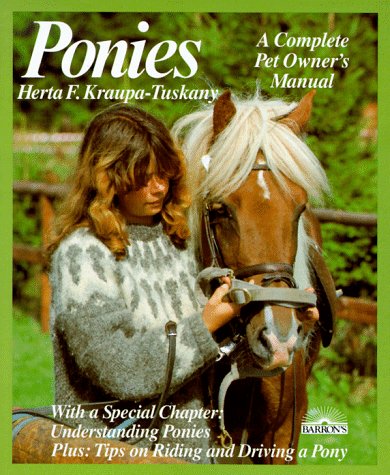 Ponies
A Complete
Pet Owner's
Manual
Herta F. Kraupa-Tuskany
With a Special Chapter:
Understanding Ponies
Plus: Tips on Riding and Driving a Pony
BARRON'S